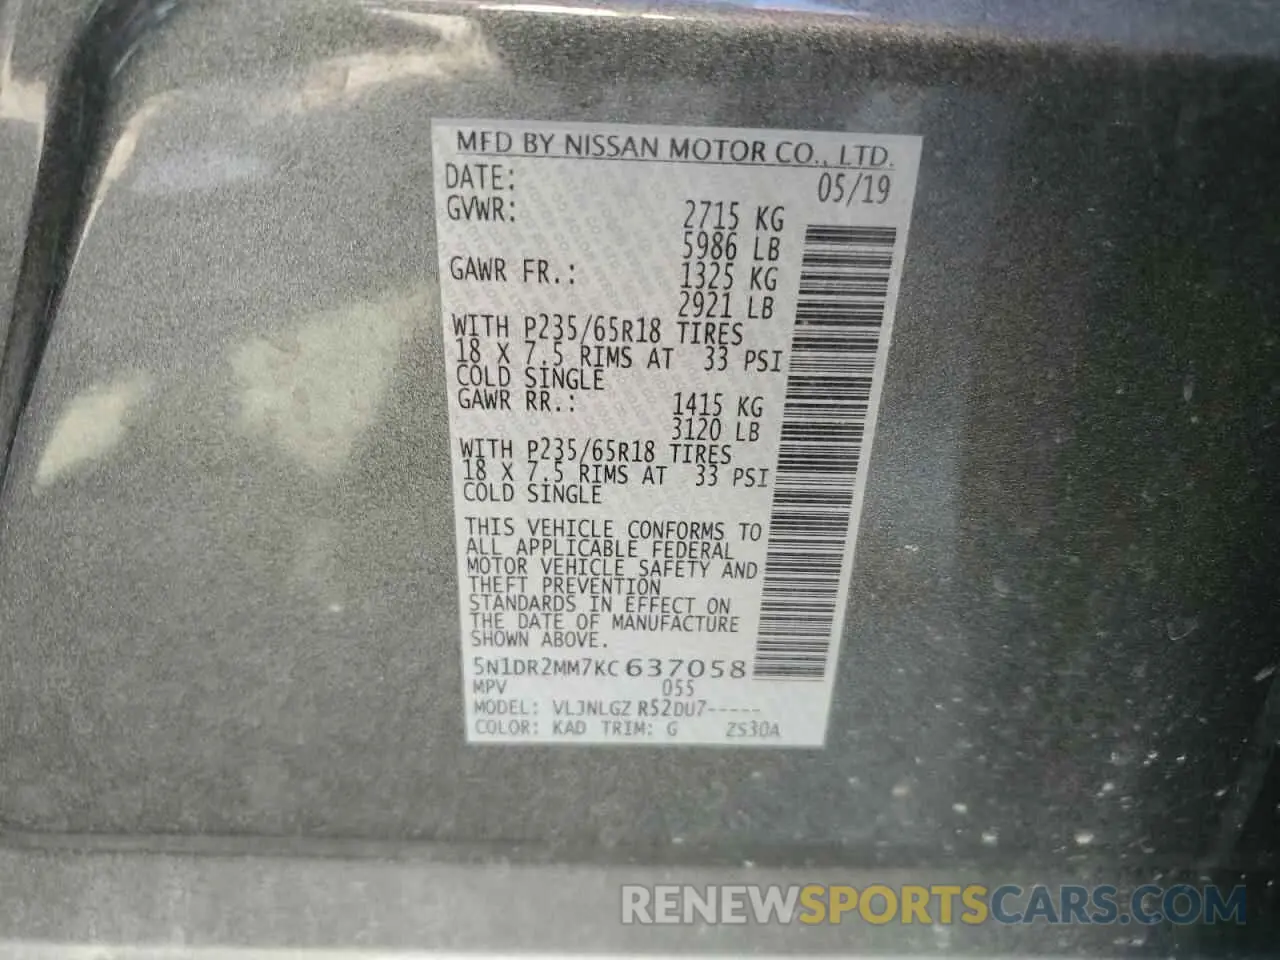 MFD BY NISSAN MOTOR CO., LTD.
DATE: 05/19
GVWR: 2715 KG
5986 LB
GAWR FR.: 1325 KG
2921 LB
WITH P235/65R18 TIRES
18 X 7.5 RIMS AT 33 PSI
COLD SINGLE
GAWR RR.: 1415 KG
3120 LB
WITH P235/65R18 TIRES
18 X 7.5 RIMS AT 33 PSI
COLD SINGLE
THIS VEHICLE CONFORMS TO
ALL APPLICABLE FEDERAL
MOTOR VEHICLE SAFETY AND
THEFT PREVENTION
STANDARDS IN EFFECT ON
THE DATE OF MANUFACTURE
SHOWN ABOVE.
5N1DR2MM7KC637058
MPV 055
MODEL: VLJNLGZ R52DU7-----
COLOR: KAD TRIM: G ZS30A
RENEWSPORTSCARS.COM